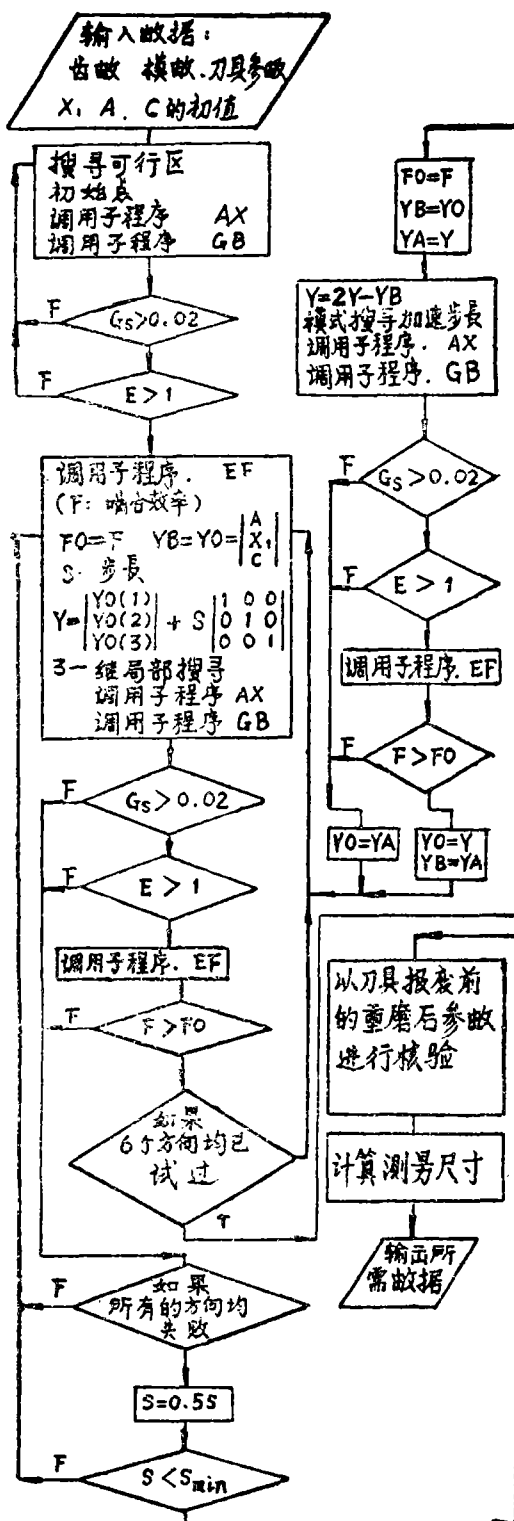 输入数据:
齿数 模数.刀具参数
X₁ A. C 的初值
搜寻可行区
初始点
调用子程序 AX
调用子程序 GB
F
Gs>0.02
F
E>1
调用子程序. EF
(F: 啮合效率)
F0=F YB=Y0=|A X₁ C|
S 步長
Y=|Y0(1) Y0(2) Y0(3)| + S|1 0 0 0 1 0 0 0 1|
3一维局部搜寻
调用子程序 AX
调用子程序 GB
F
Gs>0.02
F
E>1
调用子程序. EF
F
F>F0
如果
6个方向均已
试过
T
F
如果
所有的方向均
失败
S=0.5S
F
S<Smin
F0=F
YB=Y0
YA=Y
Y=2Y-YB
模式搜寻加速步長
调用子程序. AX
调用子程序. GB
F
Gs>0.02
F
E>1
调用子程序. EF
F
F>F0
Y0=YA
Y0=Y
YB=YA
以刀具报废前
的重磨后参数
进行核验
计算测量尺寸
输出所
需数据